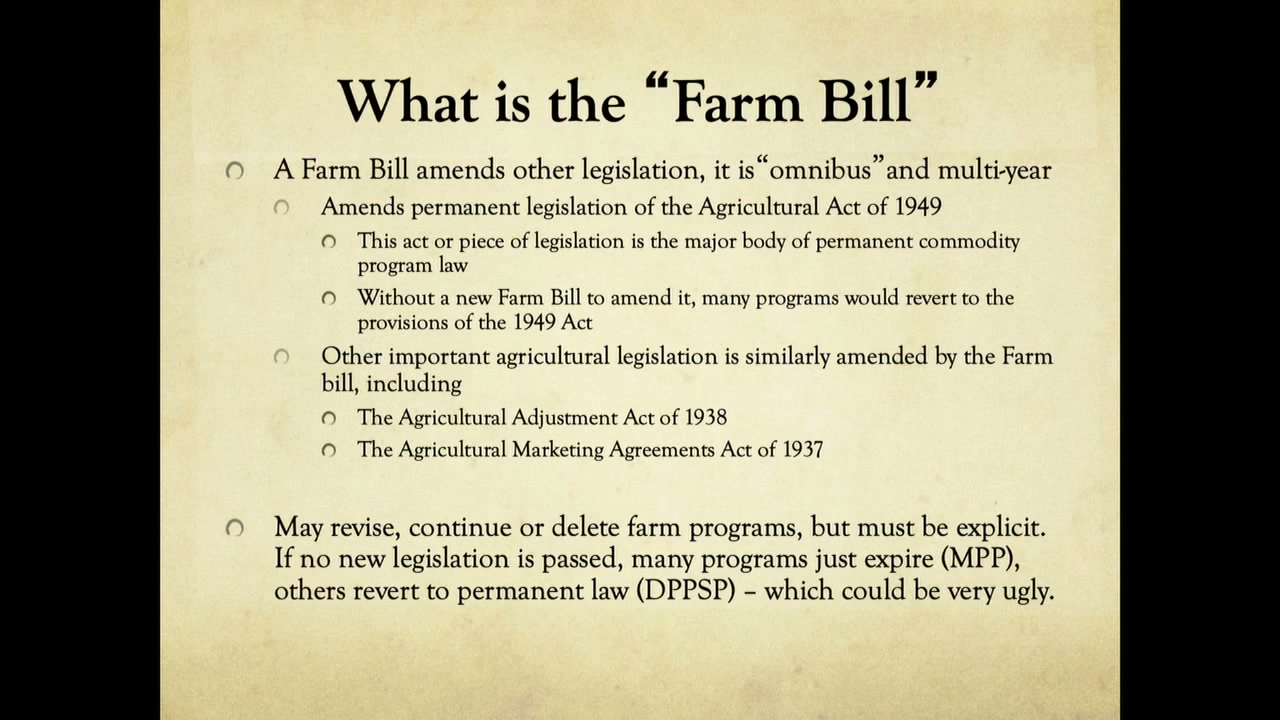 What is the “Farm Bill”
A Farm Bill amends other legislation, it is“omnibus”and multi-year
Amends permanent legislation of the Agricultural Act of 1949
This act or piece of legislation is the major body of permanent commodity
program law
Without a new Farm Bill to amend it, many programs would revert to the
provisions of the 1949 Act
Other important agricultural legislation is similarly amended by the Farm
bill, including
The Agricultural Adjustment Act of 1938
The Agricultural Marketing Agreements Act of 1937
May revise, continue or delete farm programs, but must be explicit.
If no new legislation is passed, many programs just expire (MPP),
others revert to permanent law (DPPSP) – which could be very ugly.